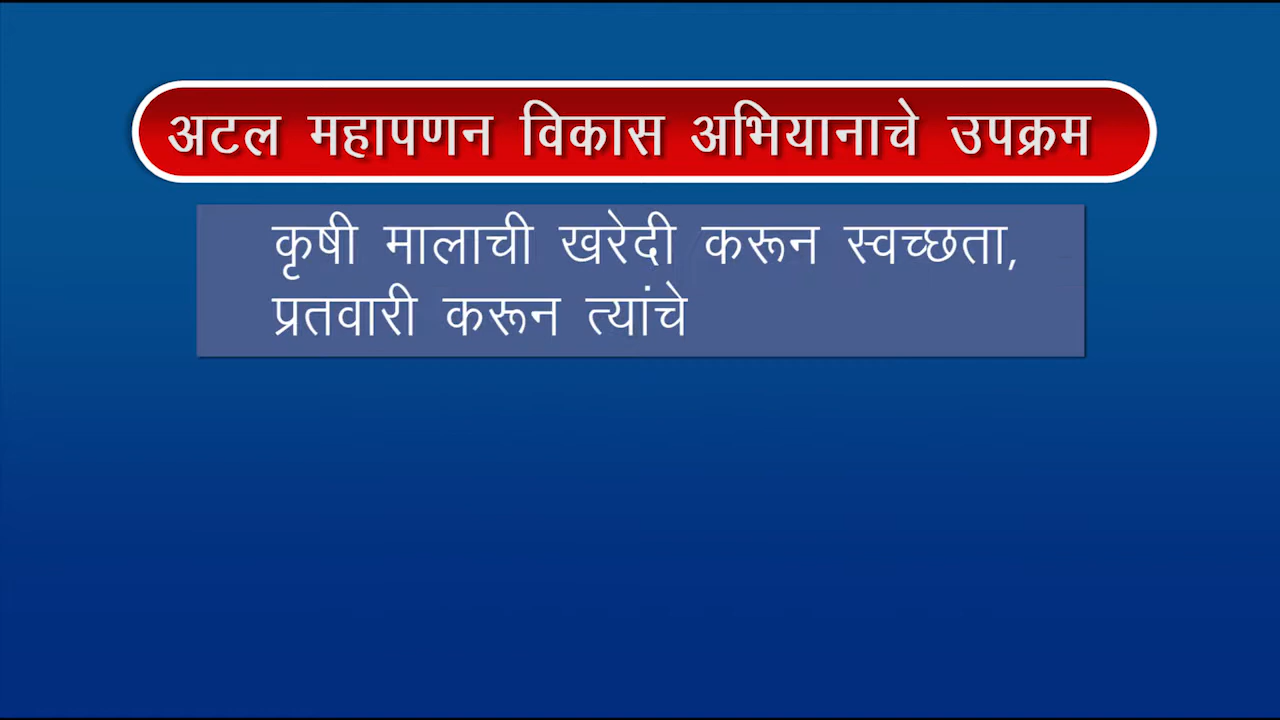 अटल महापणन विकास अभियानाचे उपक्रम
कृषी मालाची खरेदी करून स्वच्छता,
प्रतवारी करून त्यांचे